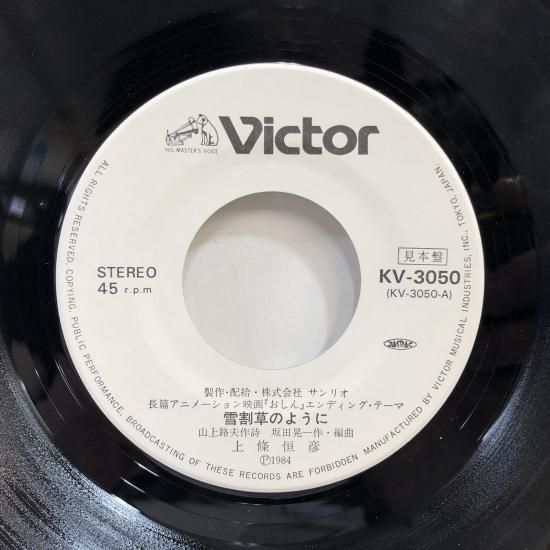 Victor
"HIS MASTER'S VOICE"
STEREO
45 r.p.m
見本盤
KV-3050
(KV-3050-A)
JASRAC
製作・配給・株式会社 サンリオ
長篇アニメーション映画『おしん』エンディング・テーマ
雪割草のように
山上路夫作詩 坂田晃一作・編曲
上條恒彦
Ⓟ1984
ALL RIGHTS RESERVED. COPYING, PUBLIC PERFORMANCE, BROADCASTING OF THESE RECORDS ARE FORBIDDEN MANUFACTURED BY VICTOR MUSICAL INDUSTRIES, INC., TOKYO, JAPAN.